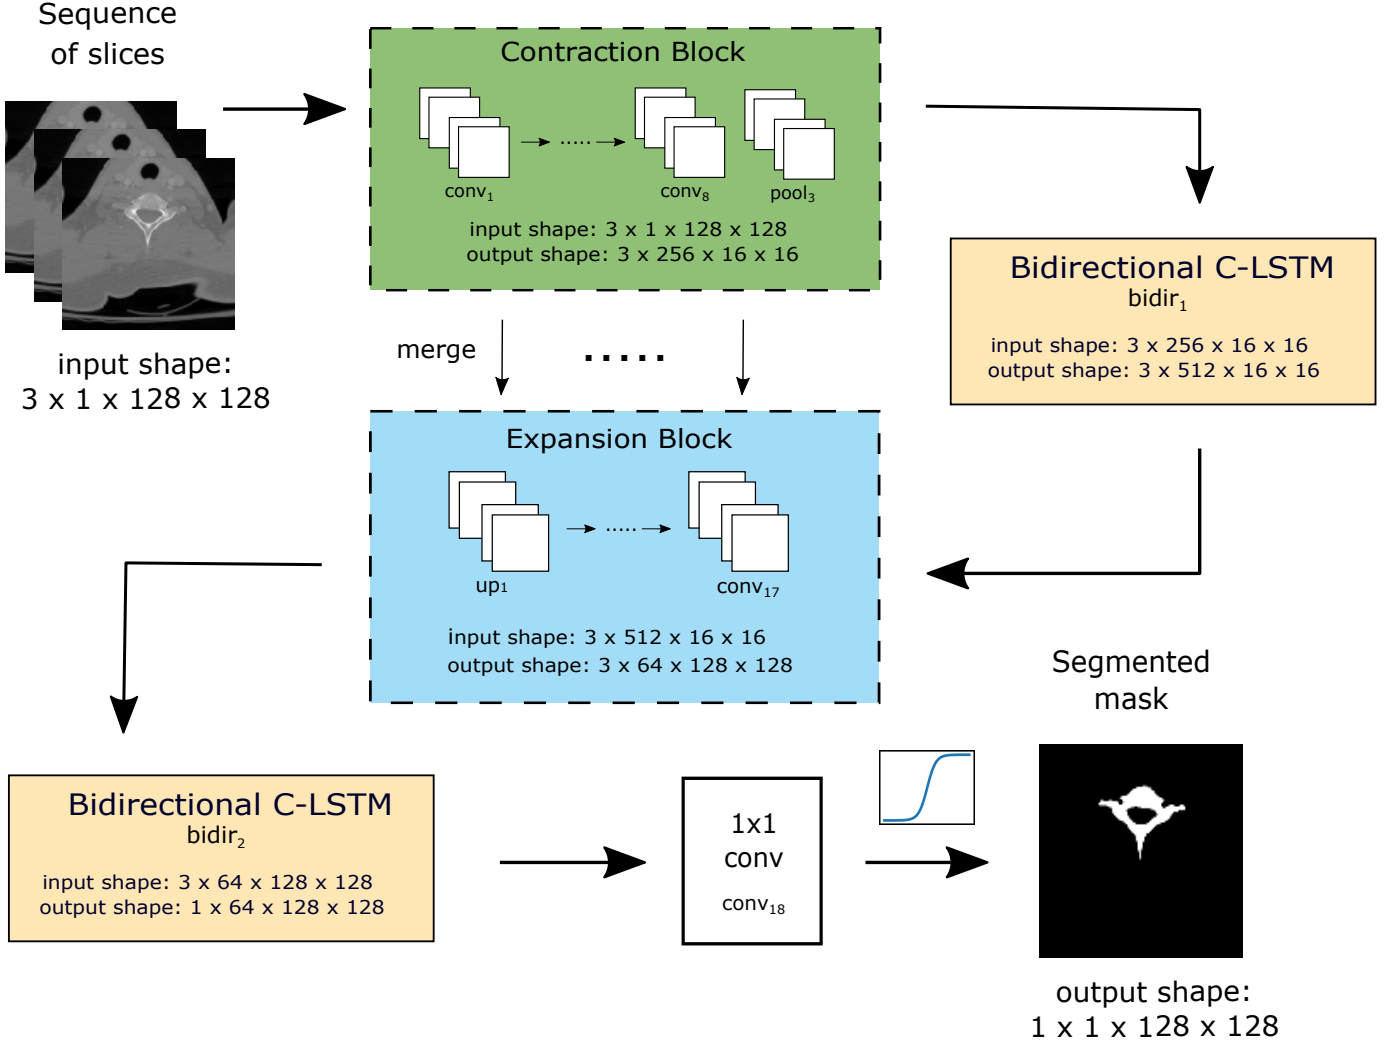 Sequence
of slices
input shape:
3 x 1 x 128 x 128
Contraction Block
conv₁
.....
conv₈
pool₃
input shape: 3 x 1 x 128 x 128
output shape: 3 x 256 x 16 x 16
Bidirectional C-LSTM
bidir₁
input shape: 3 x 256 x 16 x 16
output shape: 3 x 512 x 16 x 16
merge
.....
Expansion Block
up₁
.....
conv₁₇
input shape: 3 x 512 x 16 x 16
output shape: 3 x 64 x 128 x 128
Bidirectional C-LSTM
bidir₂
input shape: 3 x 64 x 128 x 128
output shape: 1 x 64 x 128 x 128
1x1
conv
conv₁₈
Segmented
mask
output shape:
1 x 1 x 128 x 128